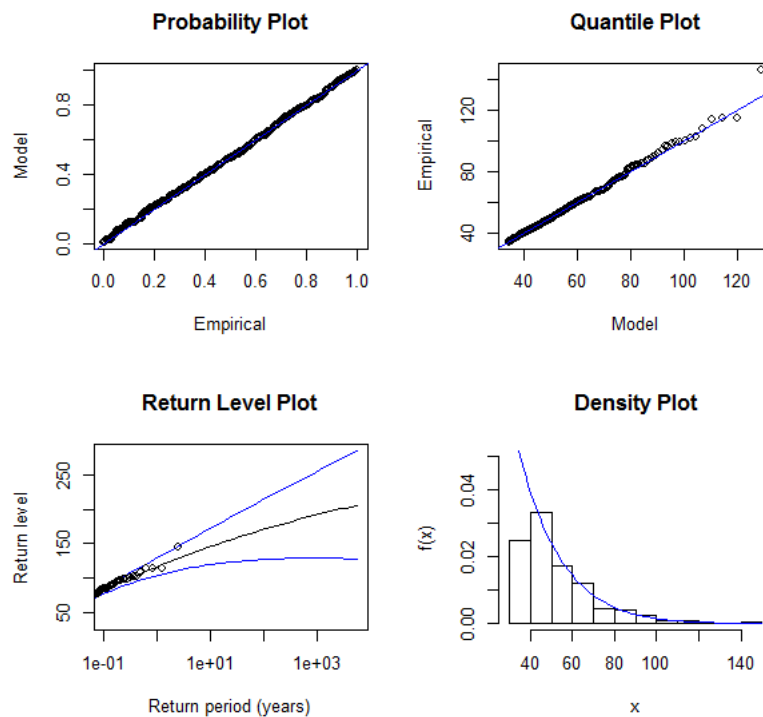 Probability Plot
Model
0.0 0.4 0.8
0.0 0.2 0.4 0.6 0.8 1.0
Empirical
Quantile Plot
Empirical
40 80 120
40 60 80 100 120
Model
Return Level Plot
Return level
50 150 250
1e-01 1e+01 1e+03
Return period (years)
Density Plot
f(x)
0.00 0.02 0.04
40 60 80 100 140
x